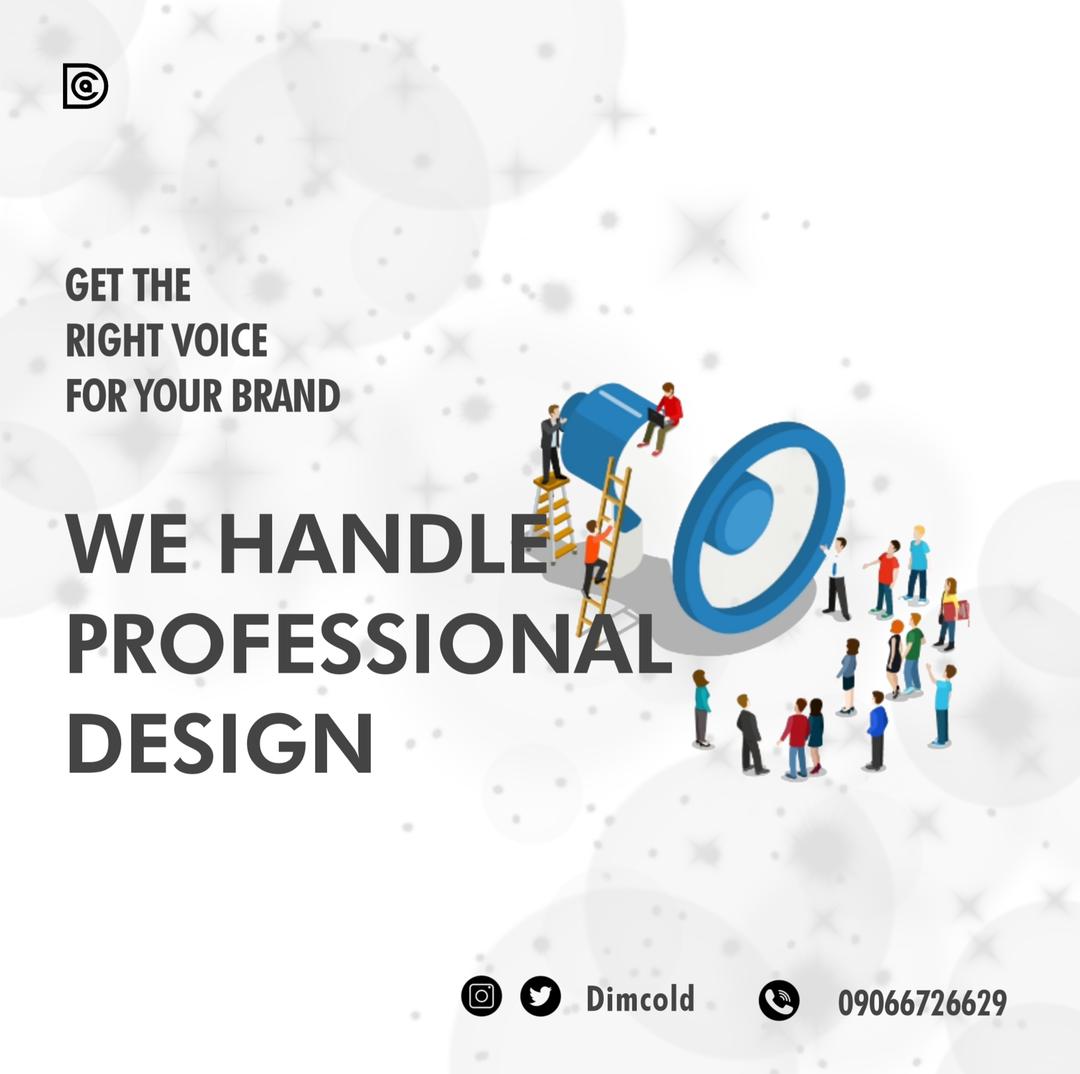 GET THE
RIGHT VOICE
FOR YOUR BRAND
WE HANDLE
PROFESSIONAL
DESIGN
Dimcold
09066726629